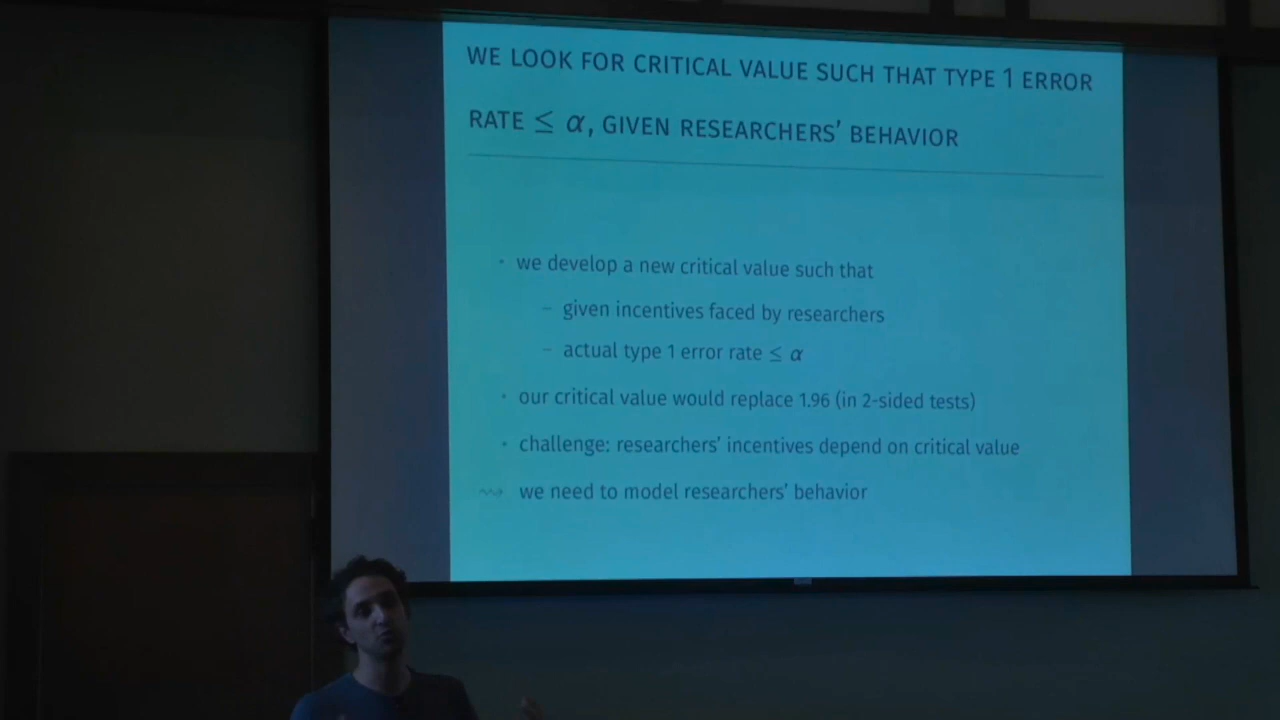 WE LOOK FOR CRITICAL VALUE SUCH THAT TYPE 1 ERROR
RATE ≤ α, GIVEN RESEARCHERS' BEHAVIOR
• we develop a new critical value such that
– given incentives faced by researchers
– actual type 1 error rate ≤ α
• our critical value would replace 1.96 (in 2-sided tests)
• challenge: researchers' incentives depend on critical value
⇝ we need to model researchers' behavior